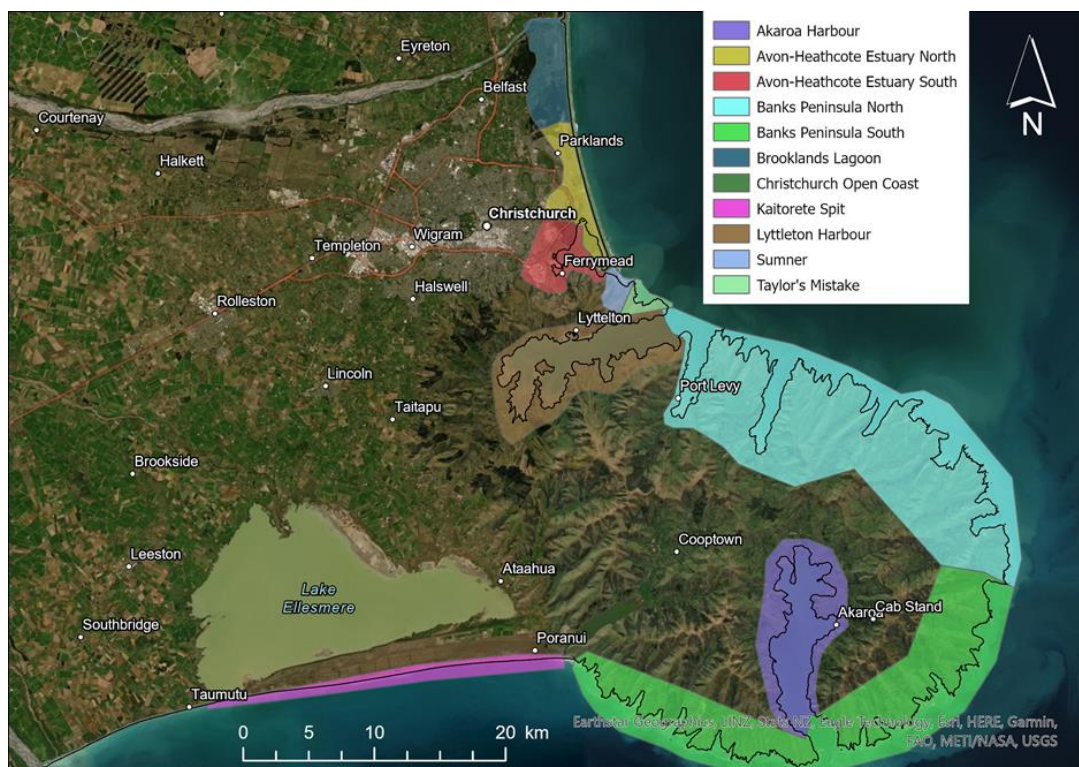 Akaroa Harbour
Avon-Heathcote Estuary North
Avon-Heathcote Estuary South
Banks Peninsula North
Banks Peninsula South
Brooklands Lagoon
Christchurch Open Coast
Kaitorete Spit
Lyttleton Harbour
Sumner
Taylor's Mistake
N
Eyreton
Belfast
Courtenay
Parklands
Halkett
Christchurch
Wigram
Templeton
Ferrymead
Halswell
Rolleston
Lyttelton
Lincoln
Port Levy
Taitapu
Brookside
Cooptown
Leeston
Ataahua
Lake
Ellesmere
Cab Stand
Akaroa
Southbridge
Poranui
Taumutu
0 5 10 20 km
Earthstar Geographics, LINZ, Stats NZ, Eagle Technology, Esri, HERE, Garmin,
FAO, METI/NASA, USGS